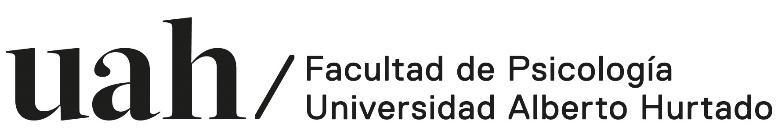 uah/ Facultad de Psicología
Universidad Alberto Hurtado